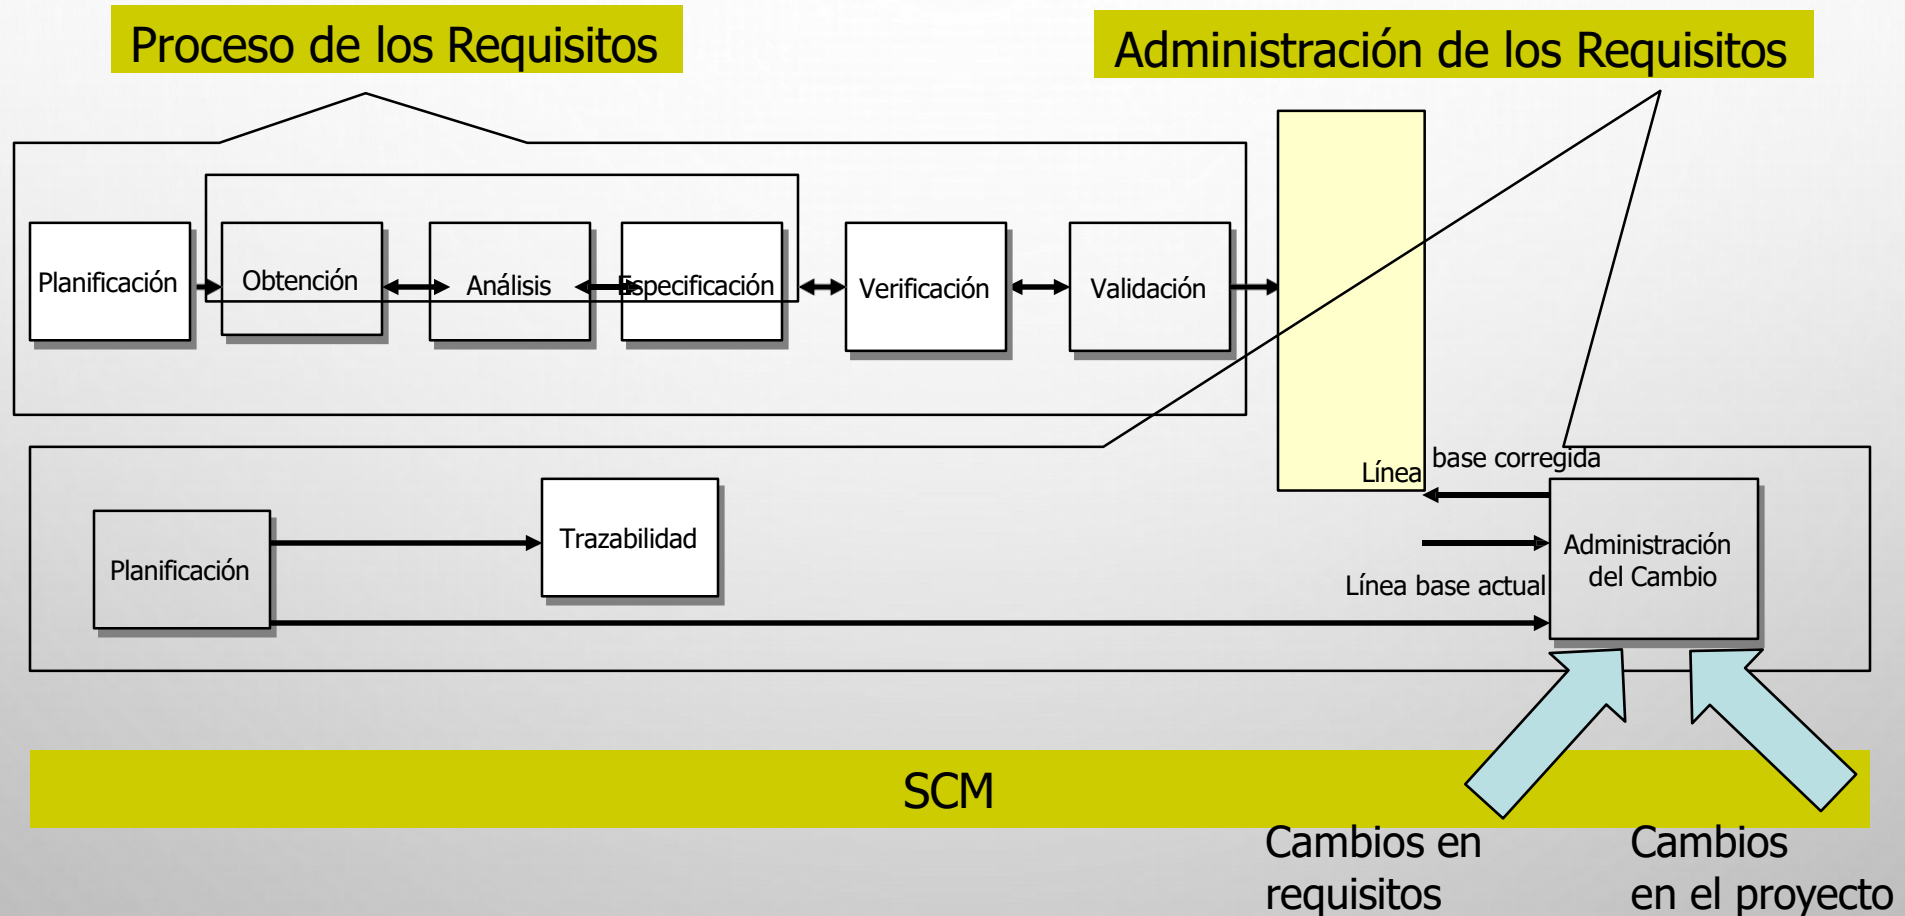 Proceso de los Requisitos
Administración de los Requisitos
Planificación
Obtención
Análisis
Especificación
Verificación
Validación
Línea base corregida
Planificación
Trazabilidad
Línea base actual
Administración
del Cambio
SCM
Cambios en
requisitos
Cambios
en el proyecto